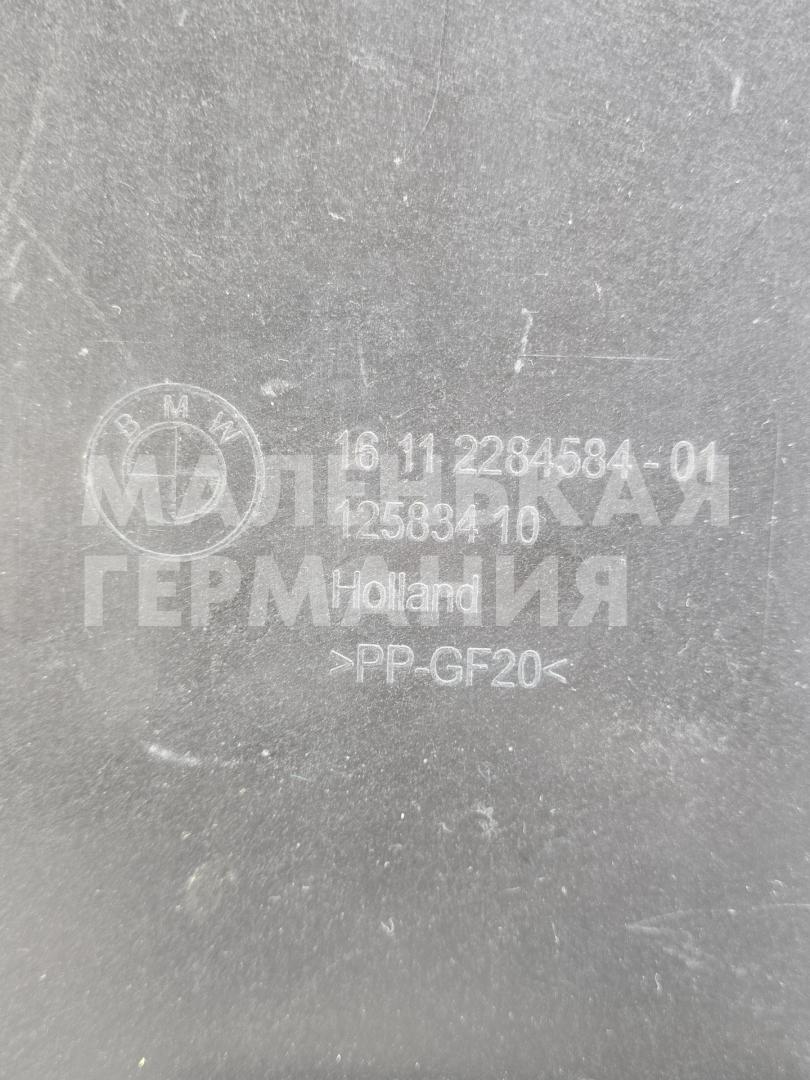 BMW
16 11 2284584-01
125834 10
Holland
>PP-GF20<
МАЛЕНЬКАЯ
ГЕРМАНИЯ